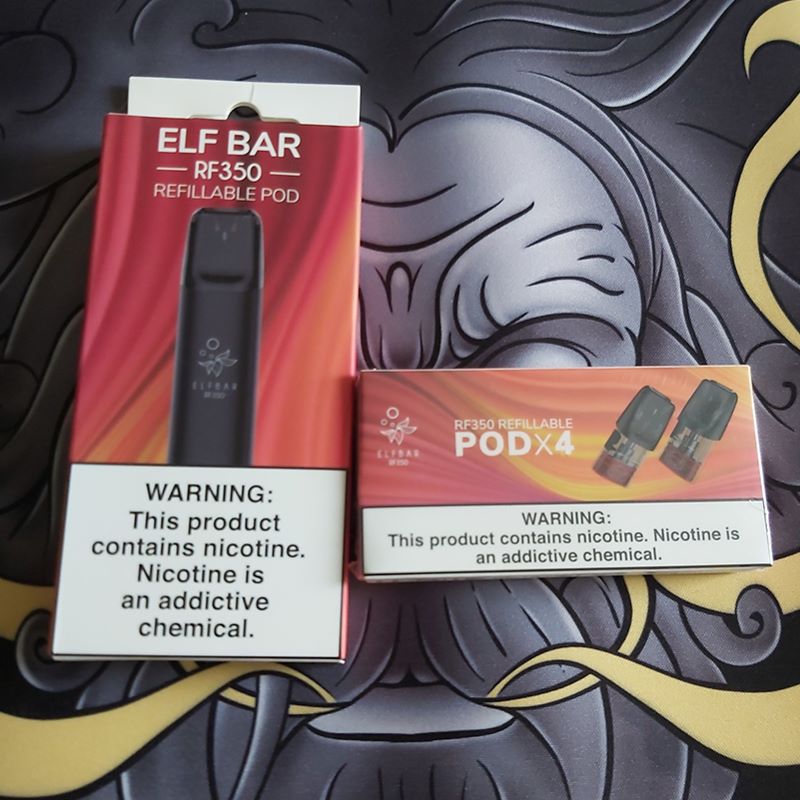 ELF BAR
RF350
REFILLABLE POD
ELFBAR
RF350
WARNING:
This product
contains nicotine.
Nicotine is
an addictive
chemical.
ELFBAR
RF350
RF350 REFILLABLE
PODX4
WARNING:
This product contains nicotine. Nicotine is
an addictive chemical.